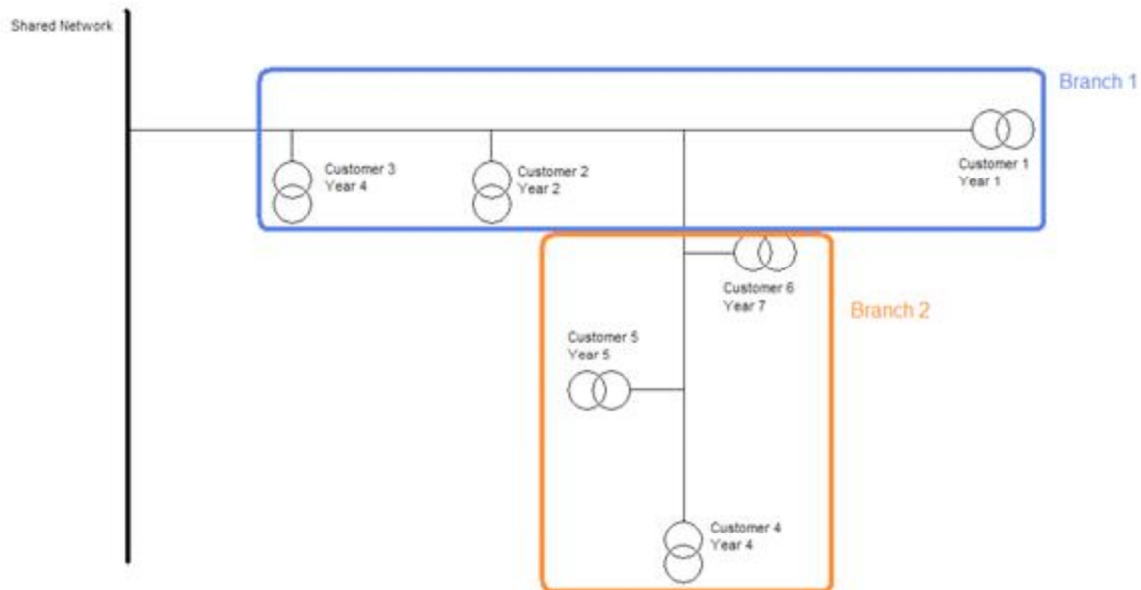 Shared Network
Branch 1
Customer 3
Year 4
Customer 2
Year 2
Customer 1
Year 1
Customer 6
Year 7
Branch 2
Customer 5
Year 5
Customer 4
Year 4